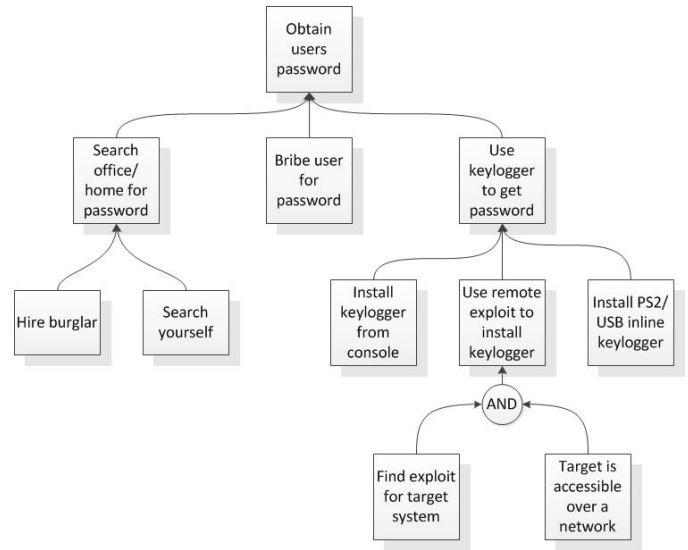 Obtain
users
password
Search
office/
home for
password
Bribe user
for
password
Use
keylogger
to get
password
Hire burglar
Search
yourself
Install
keylogger
from
console
Use remote
exploit to
install
keylogger
Install PS2/
USB inline
keylogger
AND
Find exploit
for target
system
Target is
accessible
over a
network